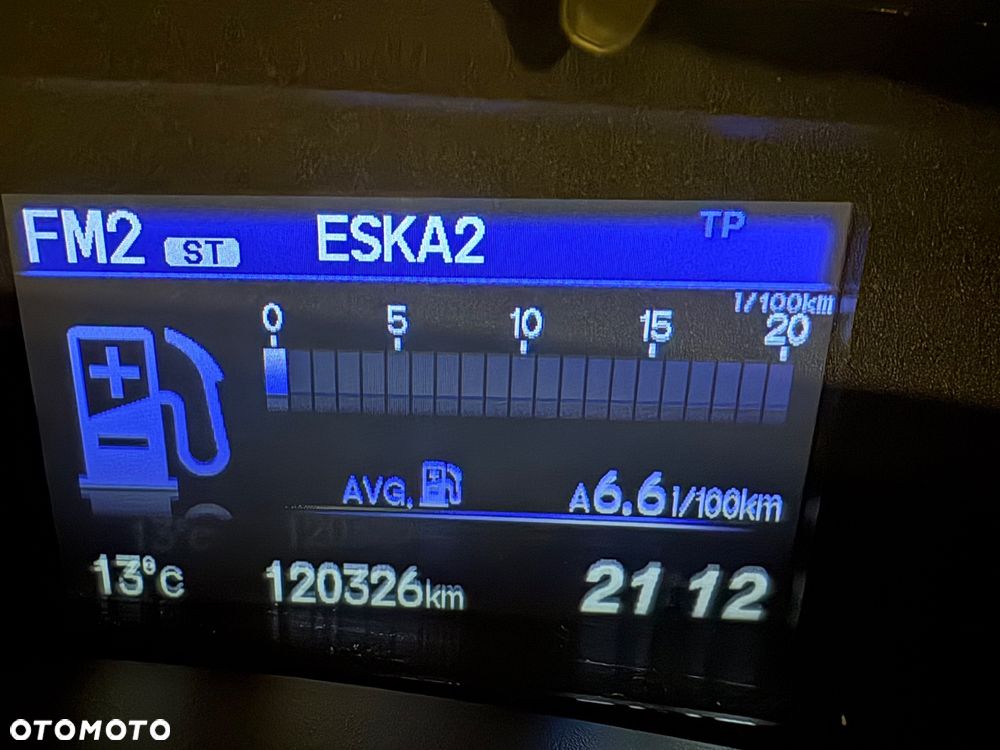 FM2 ST ESKA2 TP
l/100km
0 5 10 15 20
AVG. A6.6 l/100km
13°C 120326km 21 12
OTOMOTO